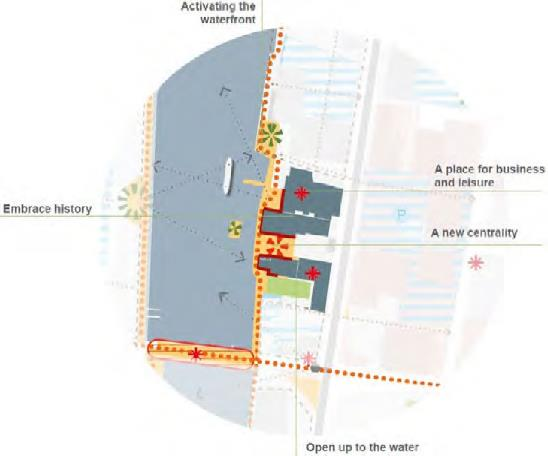 Activating the
waterfront
A place for business
and leisure
Embrace history
P
A new centrality
Open up to the water